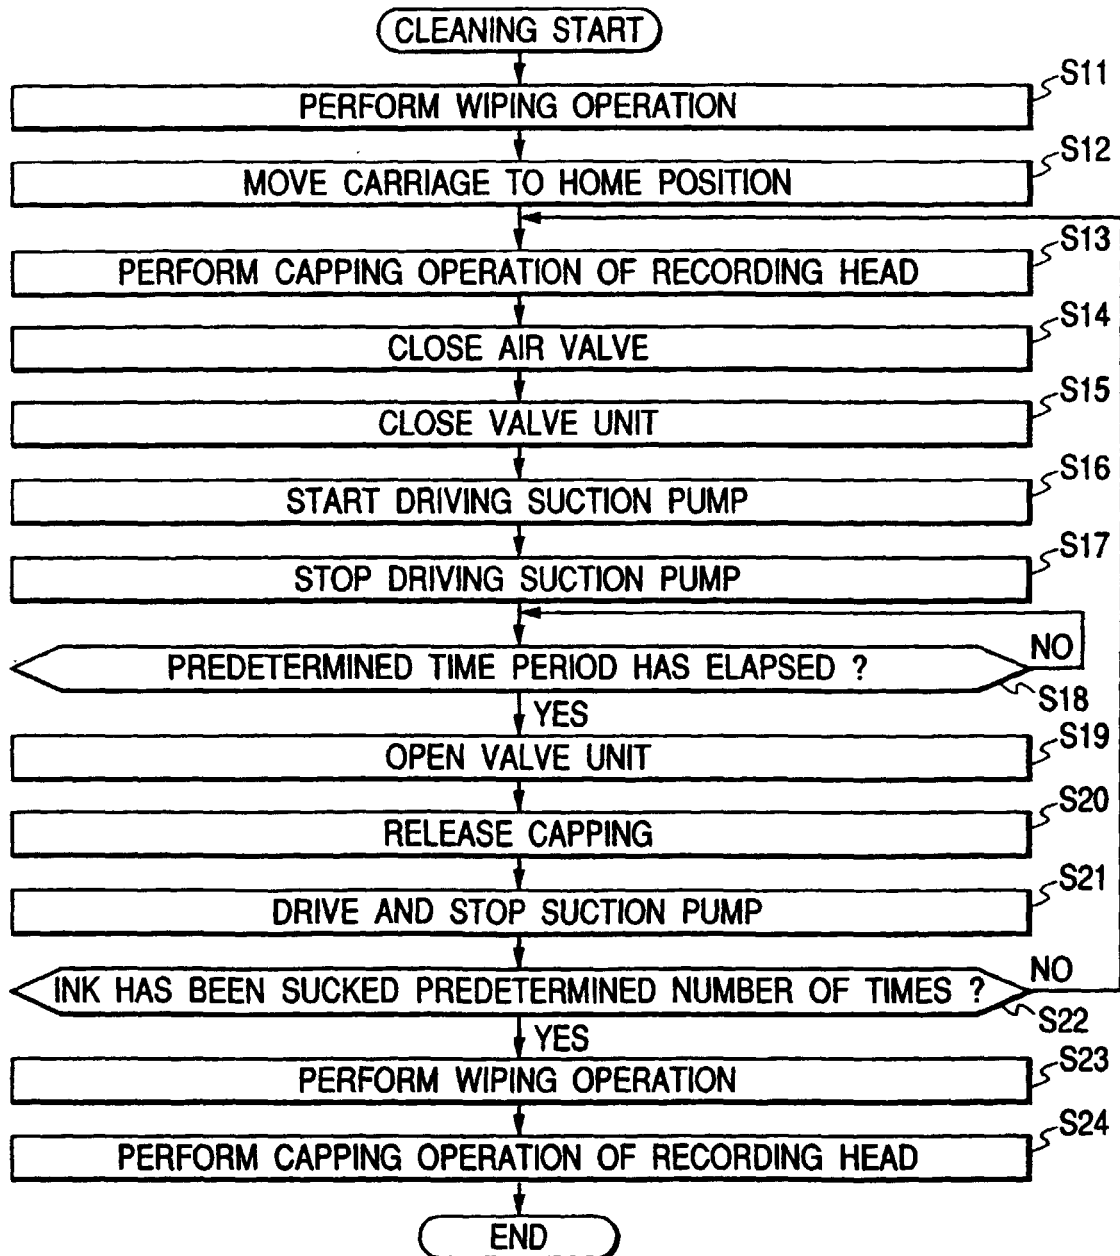 CLEANING START
S11
PERFORM WIPING OPERATION
S12
MOVE CARRIAGE TO HOME POSITION
S13
PERFORM CAPPING OPERATION OF RECORDING HEAD
S14
CLOSE AIR VALVE
S15
CLOSE VALVE UNIT
S16
START DRIVING SUCTION PUMP
S17
STOP DRIVING SUCTION PUMP
PREDETERMINED TIME PERIOD HAS ELAPSED ?
NO
S18
YES
S19
OPEN VALVE UNIT
S20
RELEASE CAPPING
S21
DRIVE AND STOP SUCTION PUMP
INK HAS BEEN SUCKED PREDETERMINED NUMBER OF TIMES ?
NO
S22
YES
S23
PERFORM WIPING OPERATION
S24
PERFORM CAPPING OPERATION OF RECORDING HEAD
END